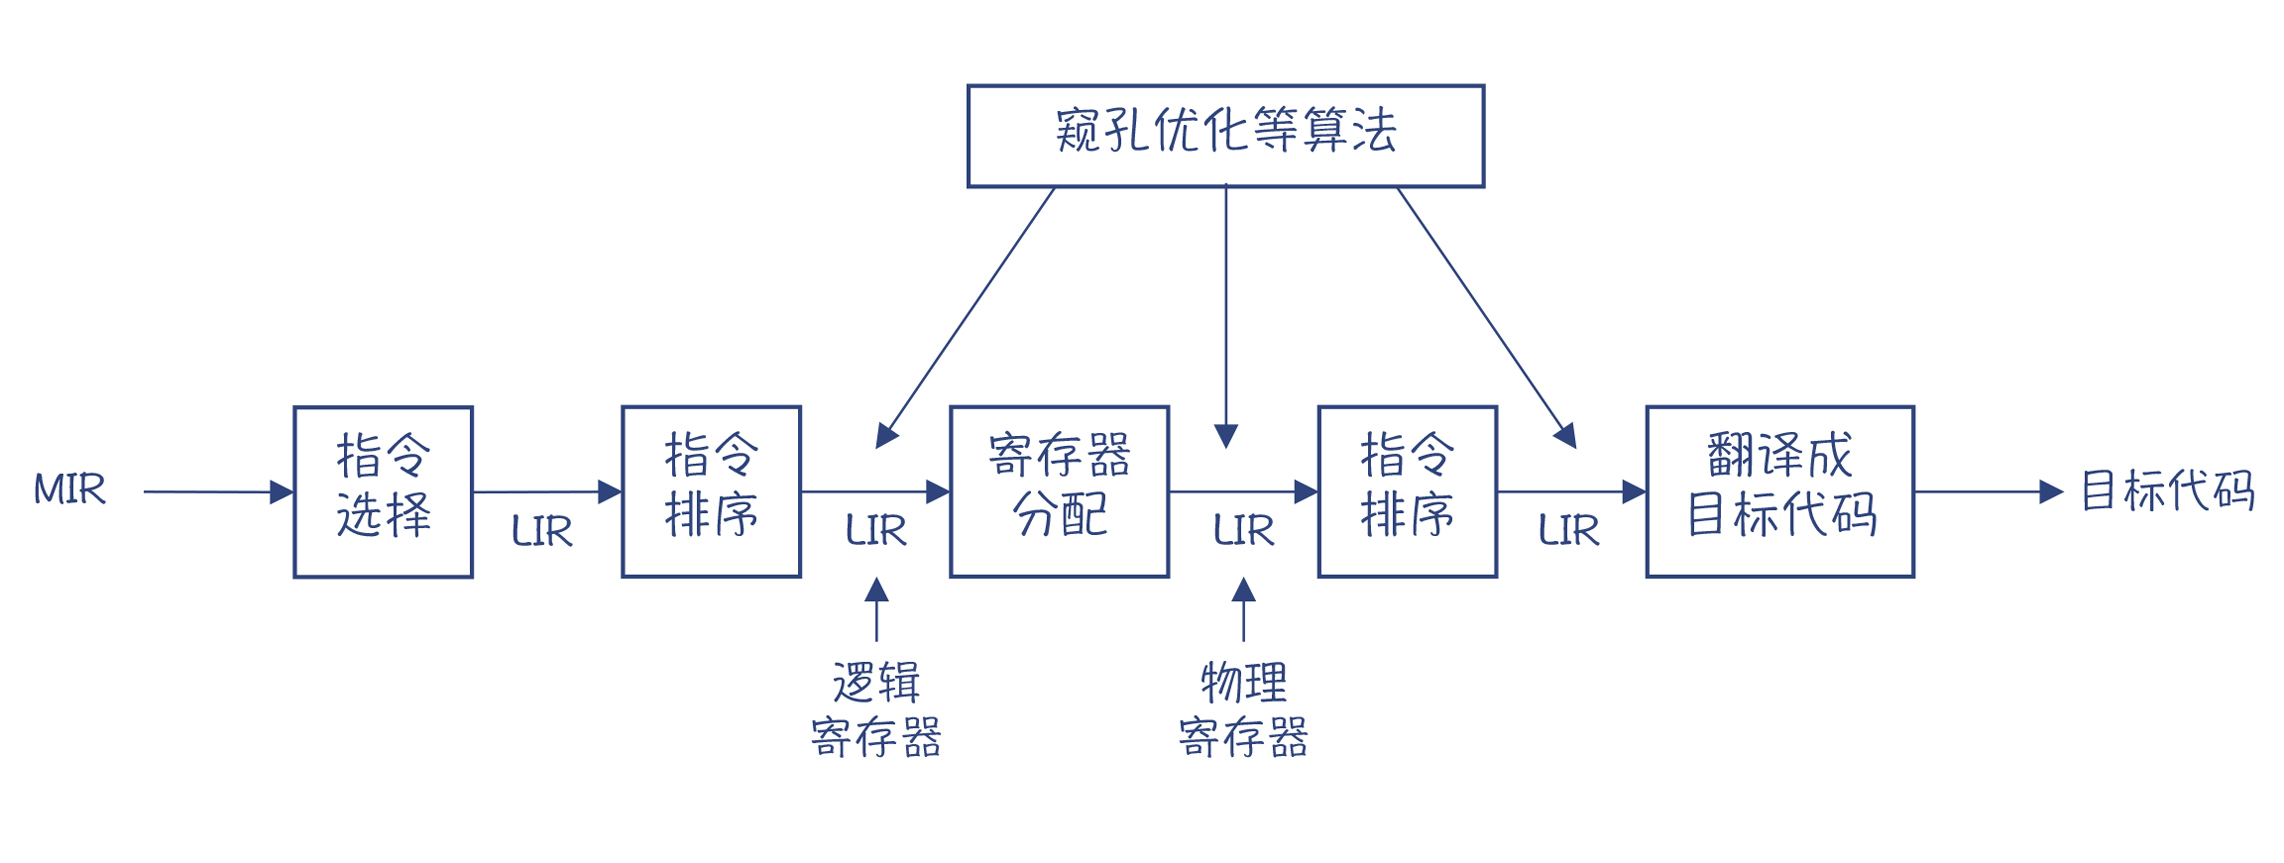 窥孔优化等算法
MIR
指令
选择
LIR
指令
排序
LIR
逻辑
寄存器
寄存器
分配
LIR
物理
寄存器
指令
排序
LIR
翻译成
目标代码
目标代码